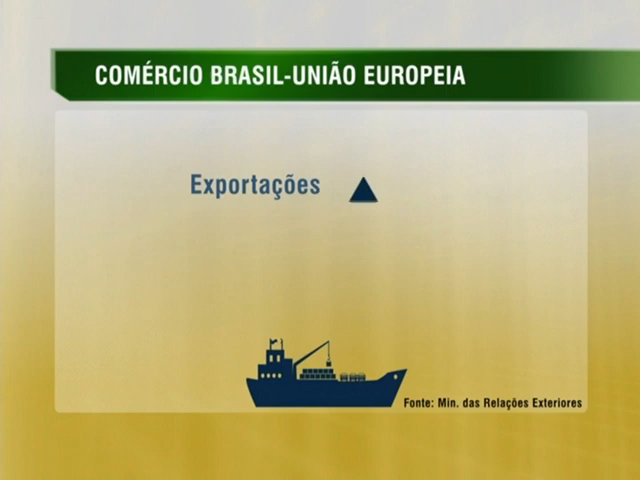 COMÉRCIO BRASIL-UNIÃO EUROPEIA
Exportações
Fonte: Min. das Relações Exteriores